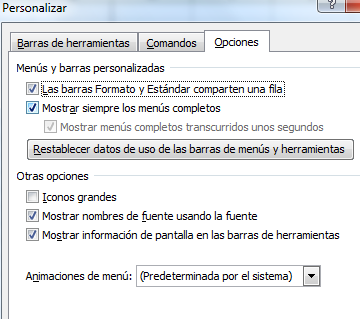 Personalizar
Barras de herramientas Comandos Opciones
Menús y barras personalizadas
Las barras Formato y Estándar comparten una fila
Mostrar siempre los menús completos
Mostrar menús completos transcurridos unos segundos
Restablecer datos de uso de las barras de menús y herramientas
Otras opciones
Iconos grandes
Mostrar nombres de fuente usando la fuente
Mostrar información de pantalla en las barras de herramientas
Animaciones de menú: (Predeterminada por el sistema)